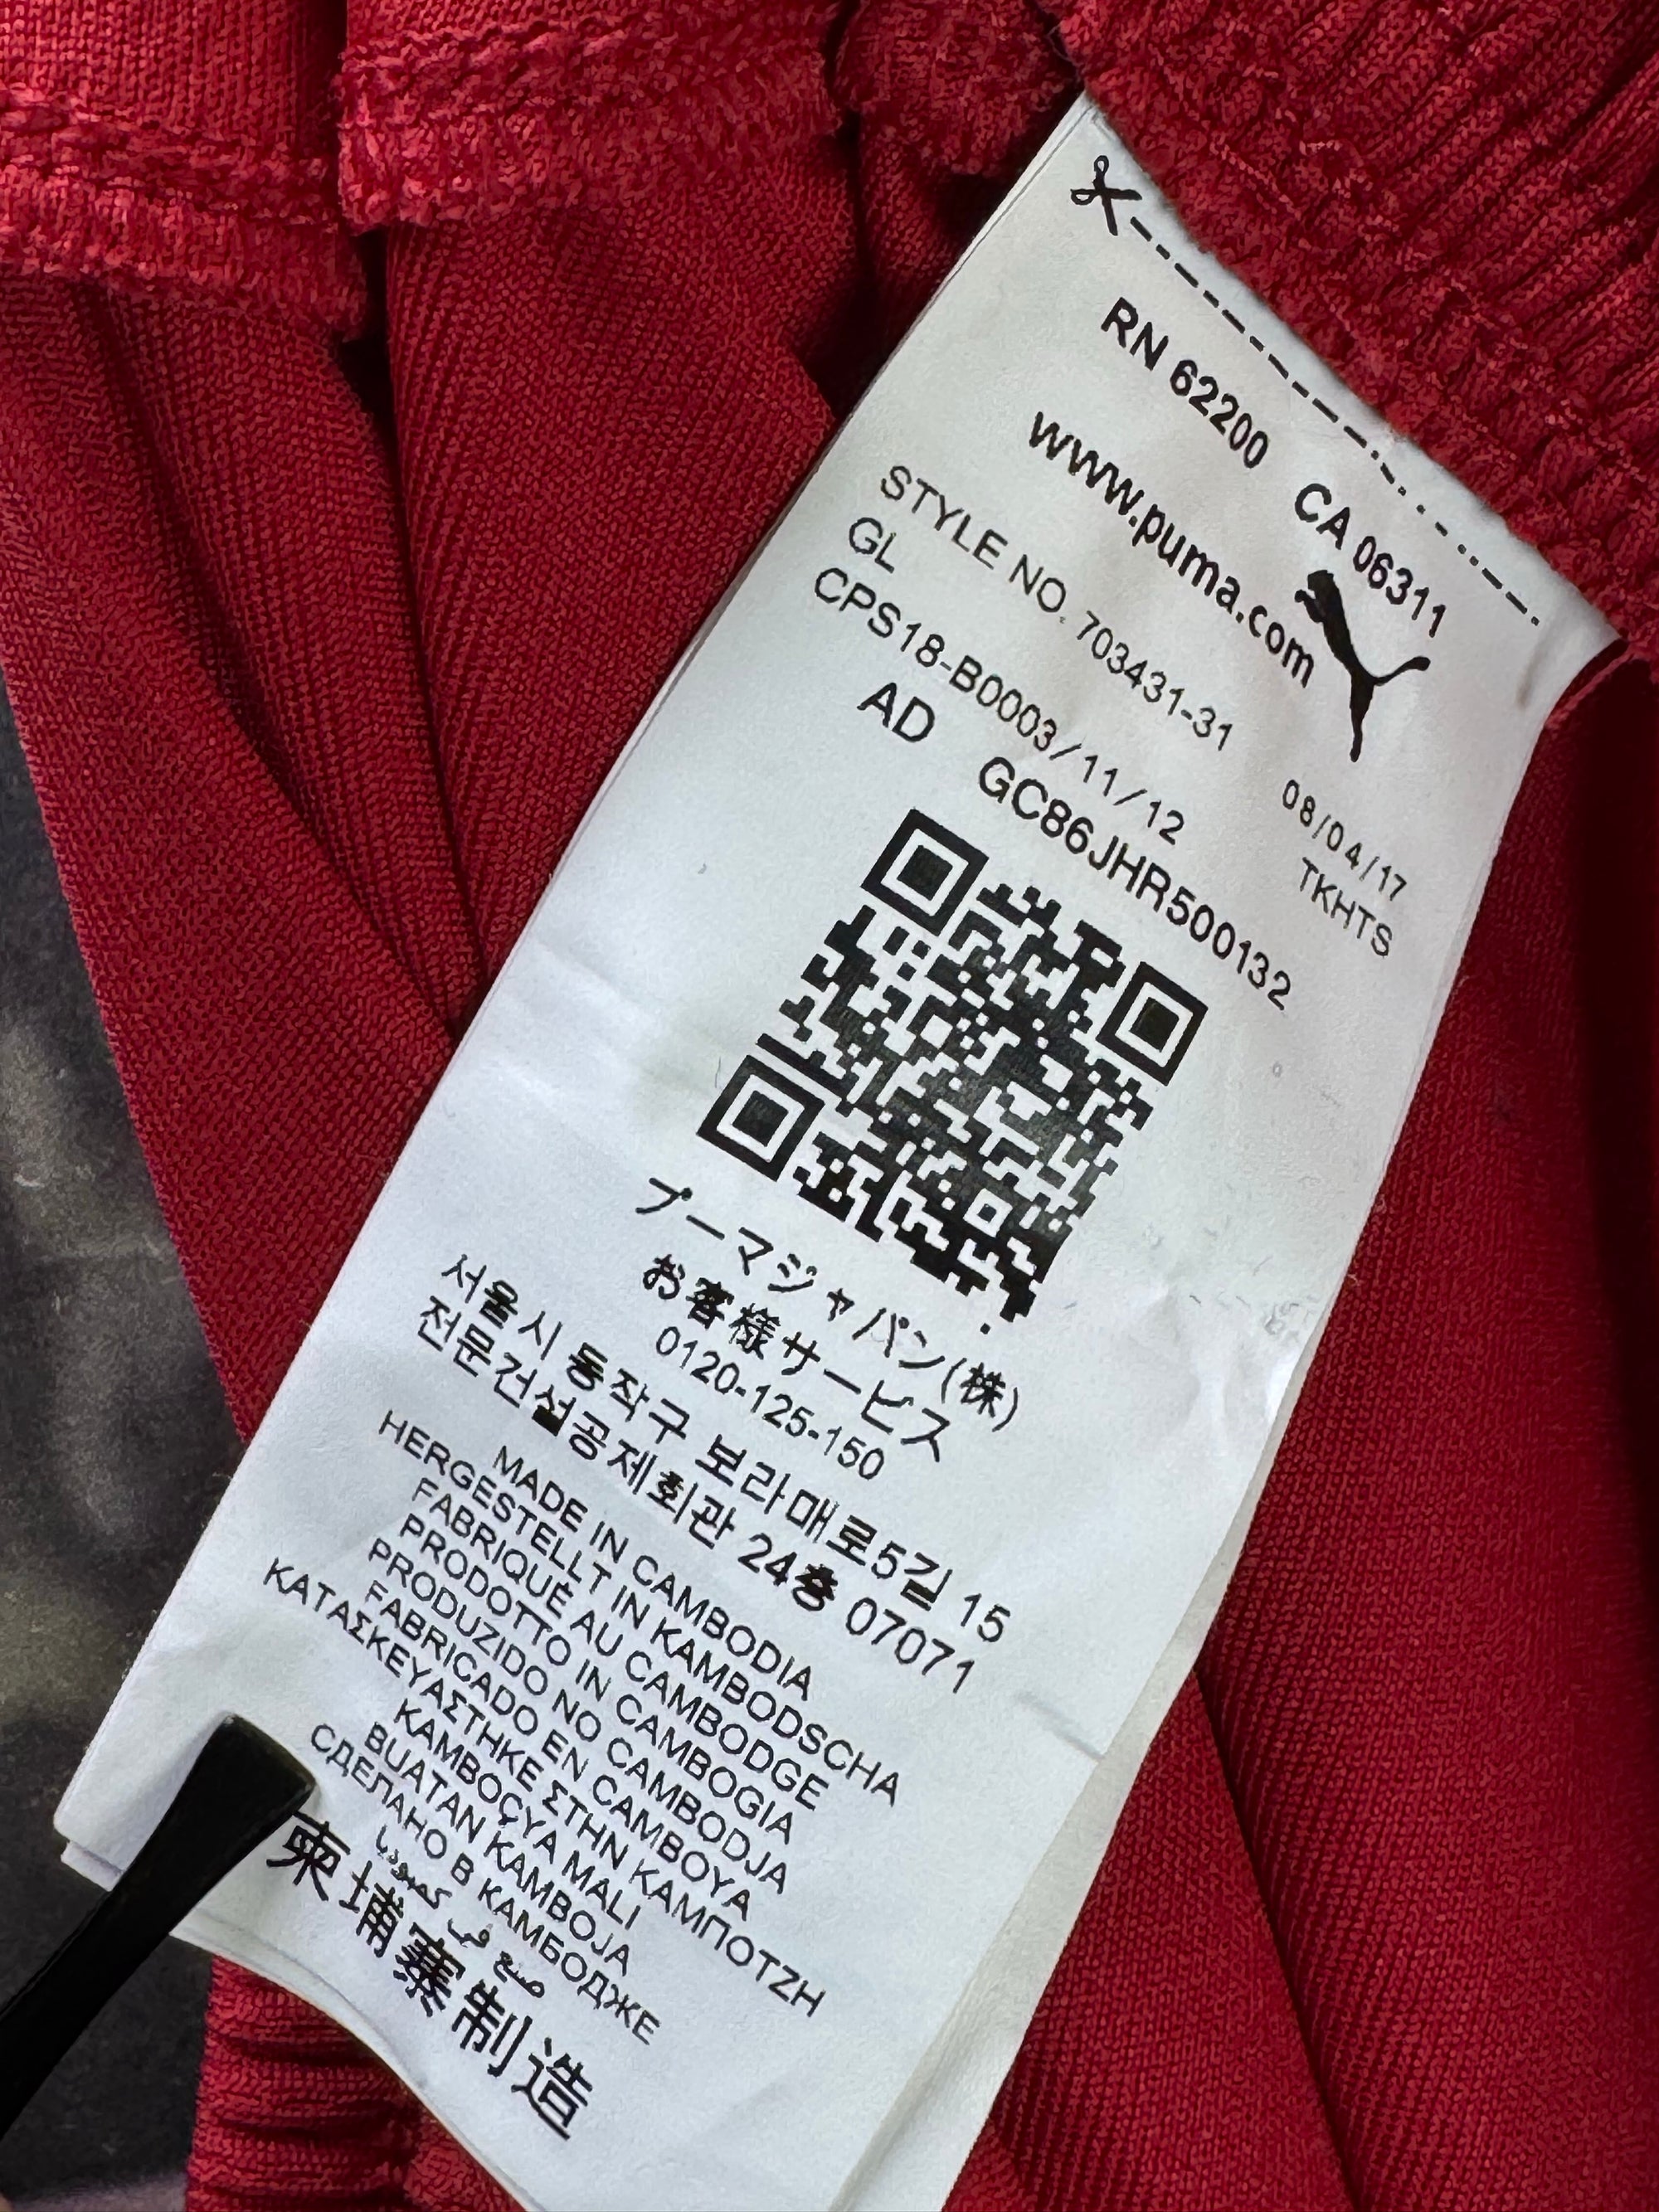 RN 62200 CA 06311
www.puma.com
STYLE NO. 703431-31 08/04/17
GL TKHTS
CPS18-B0003/11/12
AD GC86JHR500132
プーマジャパン(株)
お客様サービス
0120-125-150
서울시 동작구 보라매로5길 15
전문건설공제회관 24층 07071
MADE IN CAMBODIA
HERGESTELLT IN KAMBODSCHA
FABRIQUÉ AU CAMBODGE
PRODOTTO IN CAMBOGIA
PRODUZIDO NO CAMBODJA
FABRICADO EN CAMBOYA
ΚΑΤΑΣΚΕΥΑΣΤΗΚΕ ΣΤΗΝ ΚΑΜΠΟΤΖΗ
KAMBOÇYA MALI
BUATAN KAMBOJA
СДЕЛАНО В КАМБОДЖЕ
صنع في كمبوديا
柬埔寨制造